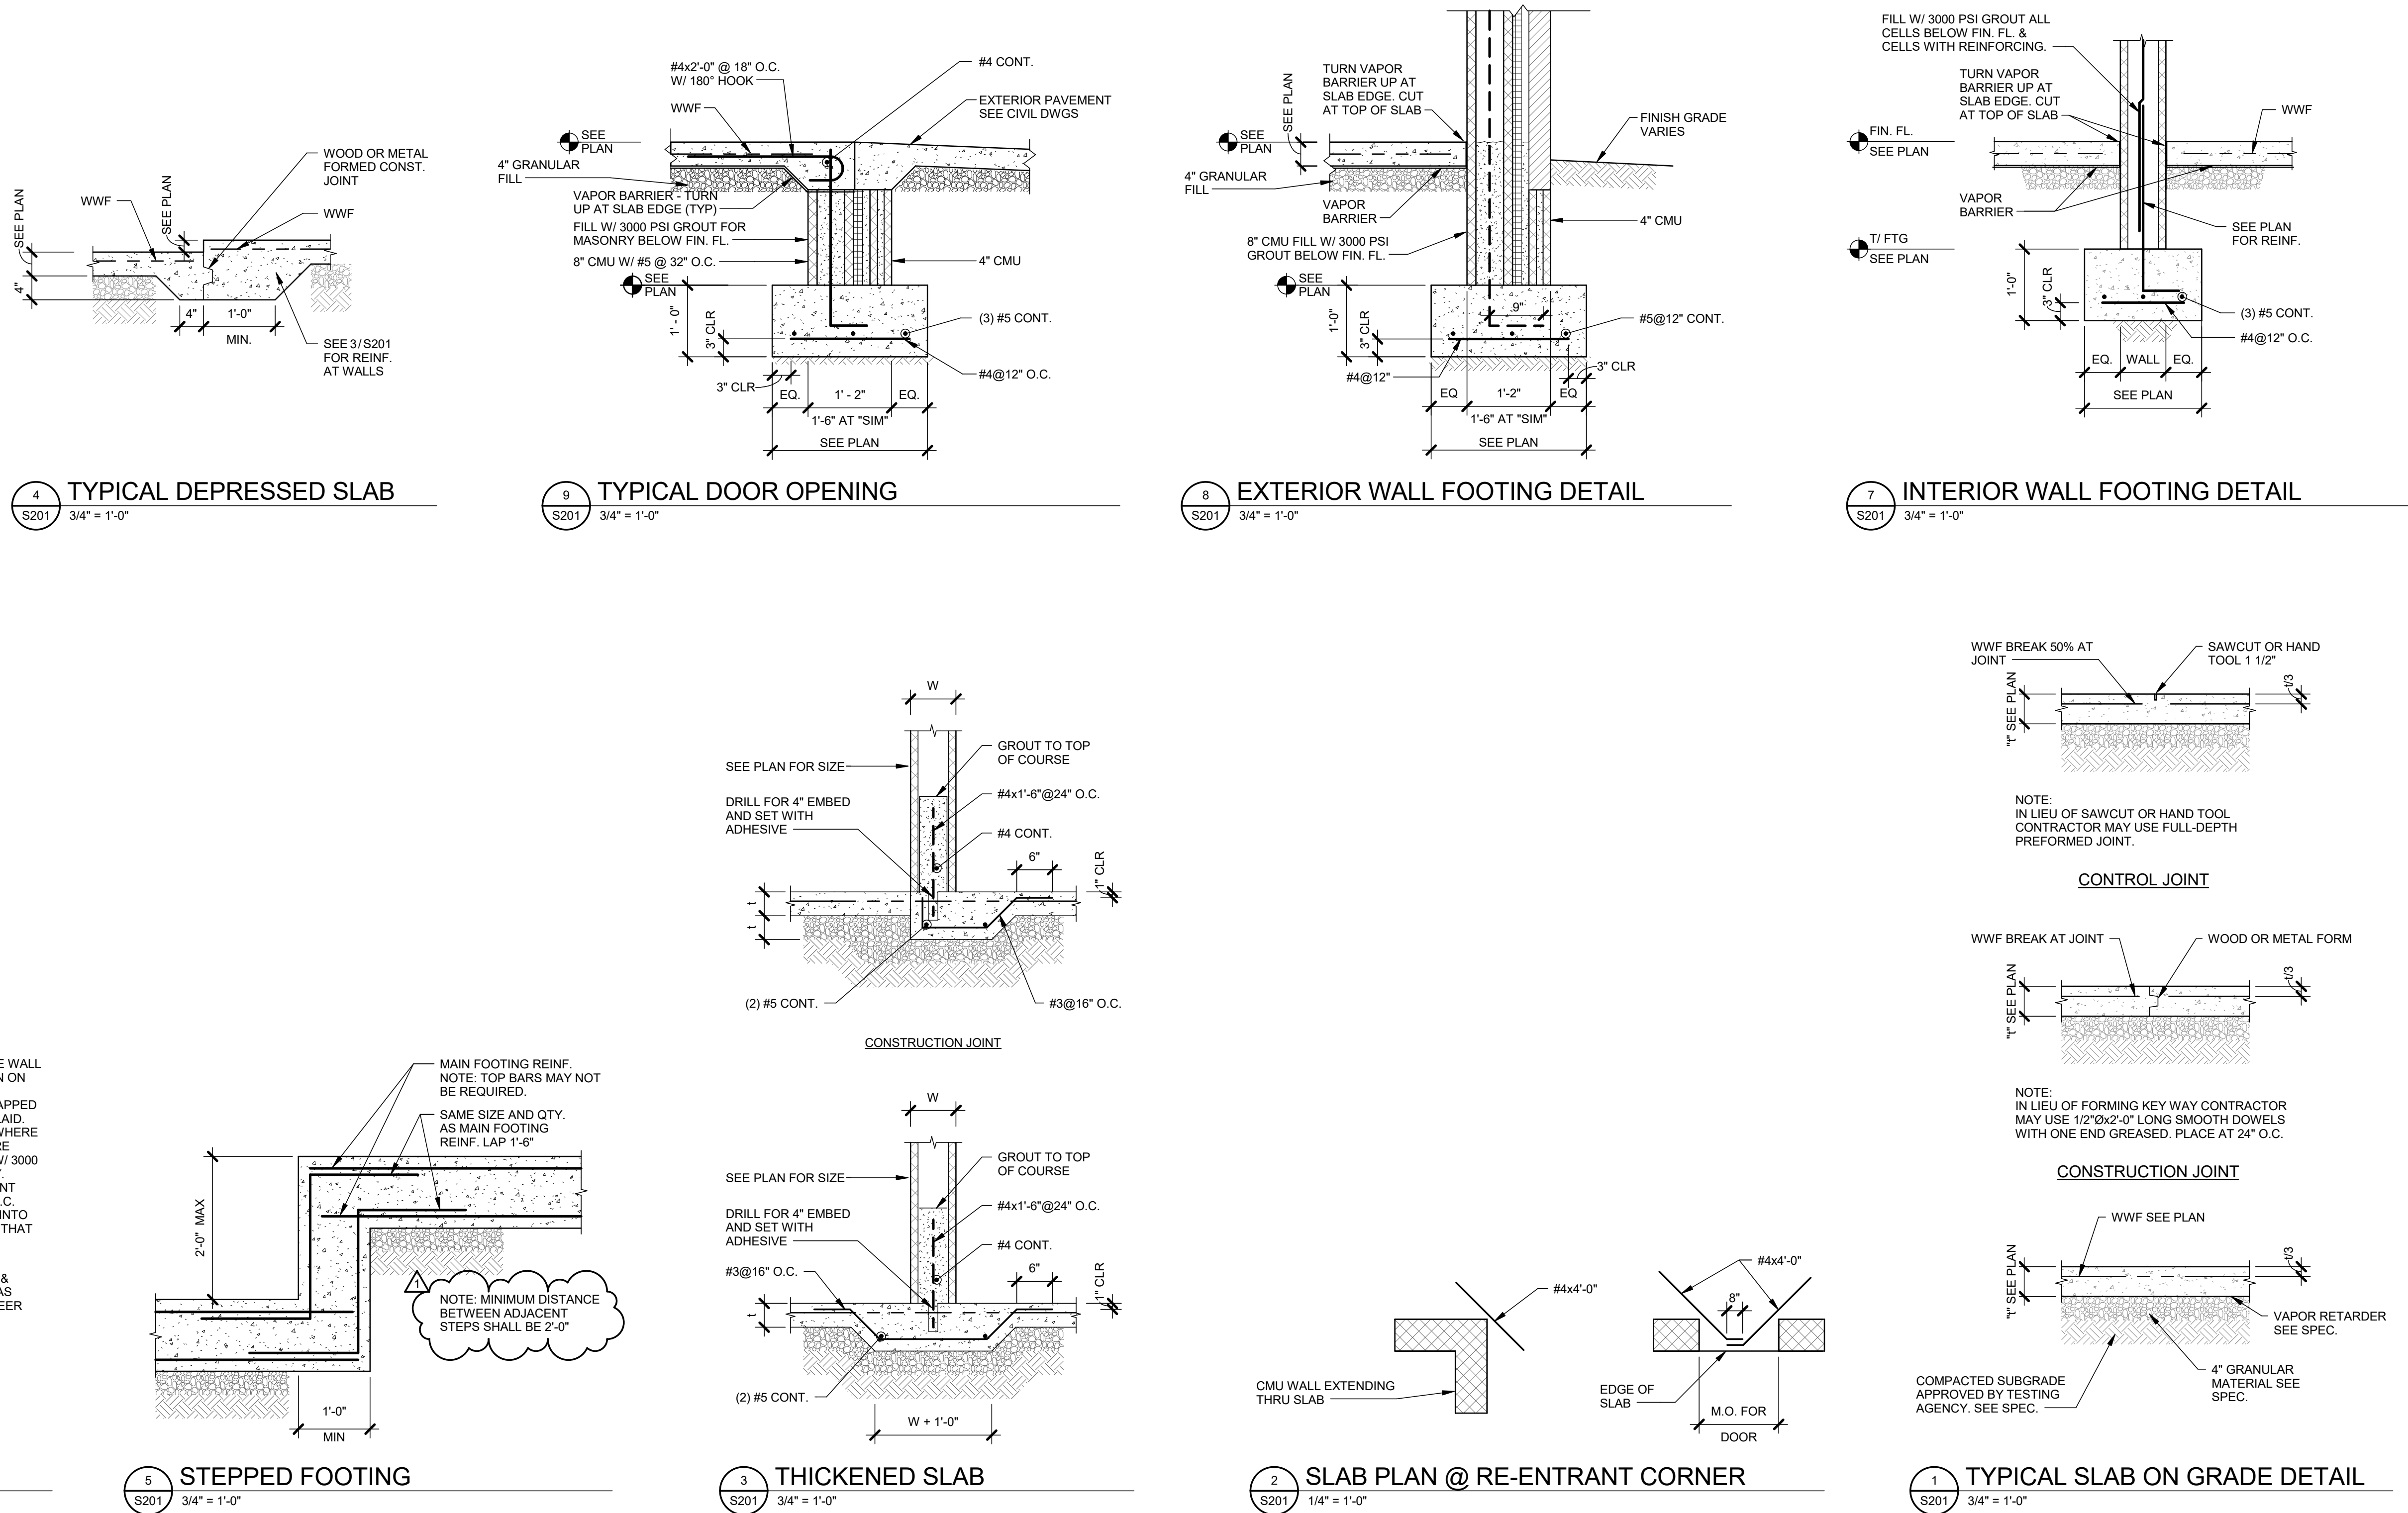 SEE PLAN
WWF
SEE PLAN
WOOD OR METAL
FORMED CONST.
JOINT
WWF
4"
4"
1'-0"
MIN.
SEE 3/S201
FOR REINF.
AT WALLS
4
S201
TYPICAL DEPRESSED SLAB
3/4" = 1'-0"
#4x2'-0" @ 18" O.C.
W/ 180° HOOK
WWF
#4 CONT.
EXTERIOR PAVEMENT
SEE CIVIL DWGS
SEE
PLAN
4" GRANULAR
FILL
VAPOR BARRIER - TURN
UP AT SLAB EDGE (TYP)
FILL W/ 3000 PSI GROUT FOR
MASONRY BELOW FIN. FL.
8" CMU W/ #5 @ 32" O.C.
4" CMU
SEE
PLAN
1' - 0"
3" CLR
(3) #5 CONT.
#4@12" O.C.
3" CLR
EQ.
1' - 2"
EQ.
1'-6" AT "SIM"
SEE PLAN
9
S201
TYPICAL DOOR OPENING
3/4" = 1'-0"
SEE PLAN
TURN VAPOR
BARRIER UP AT
SLAB EDGE. CUT
AT TOP OF SLAB
SEE
PLAN
FINISH GRADE
VARIES
4" GRANULAR
FILL
VAPOR
BARRIER
4" CMU
8" CMU FILL W/ 3000 PSI
GROUT BELOW FIN. FL.
SEE
PLAN
1'-0"
3" CLR
9"
#5@12" CONT.
#4@12"
3" CLR
EQ
1'-2"
EQ
1'-6" AT "SIM"
SEE PLAN
8
S201
EXTERIOR WALL FOOTING DETAIL
3/4" = 1'-0"
FILL W/ 3000 PSI GROUT ALL
CELLS BELOW FIN. FL. &
CELLS WITH REINFORCING.
TURN VAPOR
BARRIER UP AT
SLAB EDGE. CUT
AT TOP OF SLAB
WWF
FIN. FL.
SEE PLAN
VAPOR
BARRIER
SEE PLAN
FOR REINF.
T/ FTG
SEE PLAN
1'-0"
3" CLR
(3) #5 CONT.
#4@12" O.C.
EQ.
WALL
EQ.
SEE PLAN
7
S201
INTERIOR WALL FOOTING DETAIL
3/4" = 1'-0"
E WALL
N ON
APPED
AID.
WHERE
RE
W/ 3000
NT
.C.
INTO
THAT
&
AS
EER
MAIN FOOTING REINF.
NOTE: TOP BARS MAY NOT
BE REQUIRED.
SAME SIZE AND QTY.
AS MAIN FOOTING
REINF. LAP 1'-6"
2'-0" MAX
1
NOTE: MINIMUM DISTANCE
BETWEEN ADJACENT
STEPS SHALL BE 2'-0"
1'-0"
MIN
5
S201
STEPPED FOOTING
3/4" = 1'-0"
W
SEE PLAN FOR SIZE
GROUT TO TOP
OF COURSE
DRILL FOR 4" EMBED
AND SET WITH
ADHESIVE
#4x1'-6"@24" O.C.
#4 CONT.
6"
1" CLR
t
t
(2) #5 CONT.
#3@16" O.C.
CONSTRUCTION JOINT
W
SEE PLAN FOR SIZE
GROUT TO TOP
OF COURSE
DRILL FOR 4" EMBED
AND SET WITH
ADHESIVE
#4x1'-6"@24" O.C.
#4 CONT.
#3@16" O.C.
6"
1" CLR
t
(2) #5 CONT.
W + 1'-0"
3
S201
THICKENED SLAB
3/4" = 1'-0"
#4x4'-0"
#4x4'-0"
8"
CMU WALL EXTENDING
THRU SLAB
EDGE OF
SLAB
M.O. FOR
DOOR
2
S201
SLAB PLAN @ RE-ENTRANT CORNER
1/4" = 1'-0"
WWF BREAK 50% AT
JOINT
SAWCUT OR HAND
TOOL 1 1/2"
"t" SEE PLAN
t/3
NOTE:
IN LIEU OF SAWCUT OR HAND TOOL
CONTRACTOR MAY USE FULL-DEPTH
PREFORMED JOINT.
CONTROL JOINT
WWF BREAK AT JOINT
WOOD OR METAL FORM
"t" SEE PLAN
t/3
NOTE:
IN LIEU OF FORMING KEY WAY CONTRACTOR
MAY USE 1/2"Øx2'-0" LONG SMOOTH DOWELS
WITH ONE END GREASED. PLACE AT 24" O.C.
CONSTRUCTION JOINT
WWF SEE PLAN
"t" SEE PLAN
t/3
VAPOR RETARDER
SEE SPEC.
4" GRANULAR
MATERIAL SEE
SPEC.
COMPACTED SUBGRADE
APPROVED BY TESTING
AGENCY. SEE SPEC.
1
S201
TYPICAL SLAB ON GRADE DETAIL
3/4" = 1'-0"